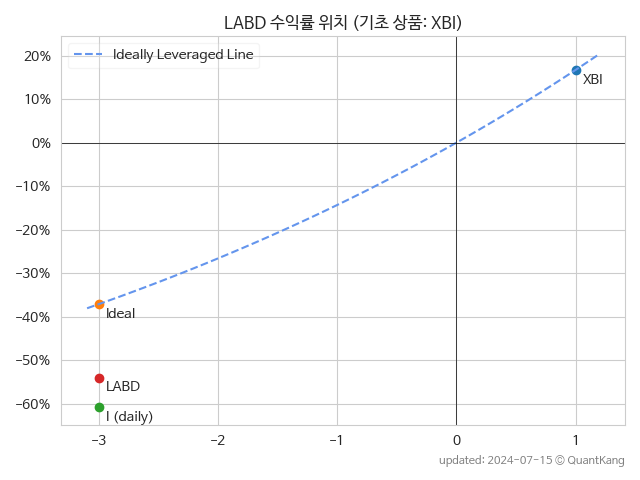 LABD 수익률 위치 (기초 상품: XBI)
Ideally Leveraged Line
20%
10%
0%
−10%
−20%
−30%
−40%
−50%
−60%
XBI
Ideal
LABD
I (daily)
−3
−2
−1
0
1
updated: 2024-07-15 © QuantKang